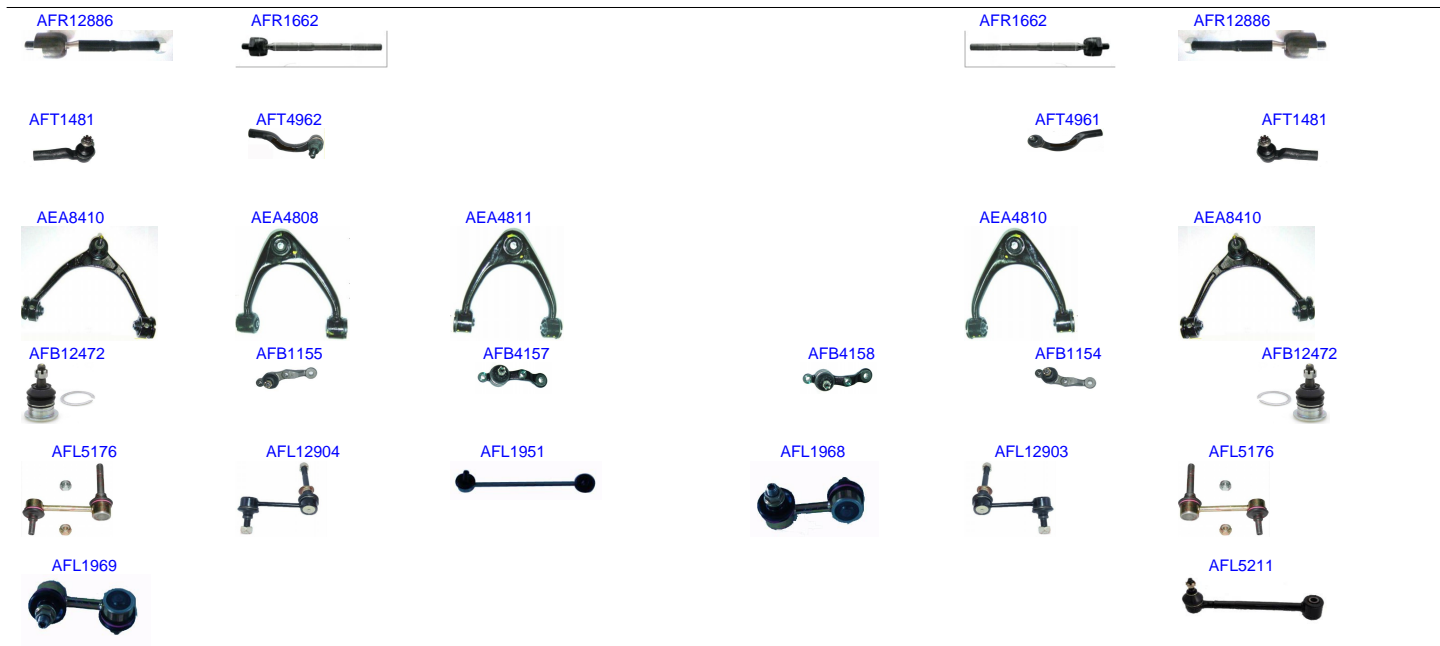 AFR12886 AFR1662 AFR1662 AFR12886
AFT1481 AFT4962 AFT4961 AFT1481
AEA8410 AEA4808 AEA4811 AEA4810 AEA8410
AFB12472 AFB1155 AFB4157 AFB4158 AFB1154 AFB12472
AFL5176 AFL12904 AFL1951 AFL1968 AFL12903 AFL5176
AFL1969 AFL5211